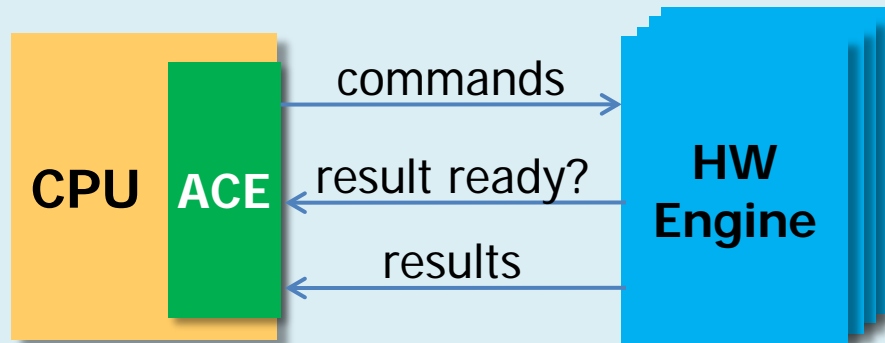 commands
CPU
ACE
result ready?
results
HW
Engine